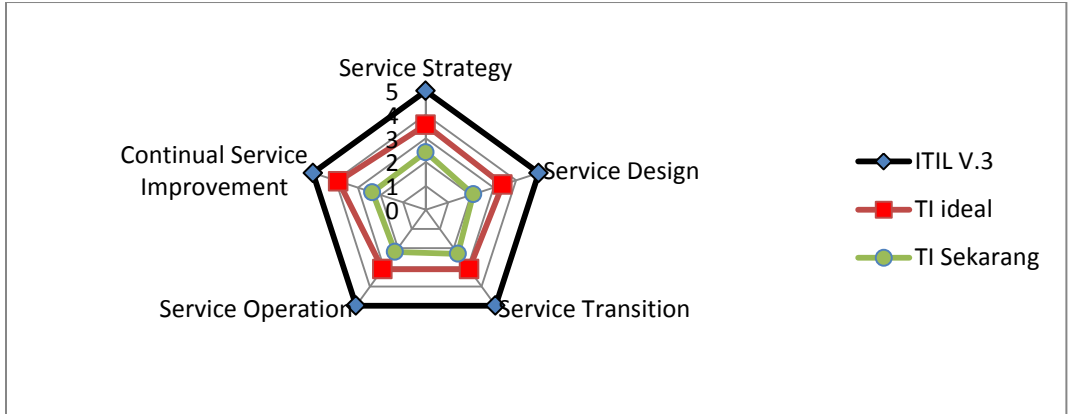 Service Strategy
5
4
3
2
1
0
Continual Service
Improvement
Service Design
Service Operation
Service Transition
ITIL V.3
TI ideal
TI Sekarang